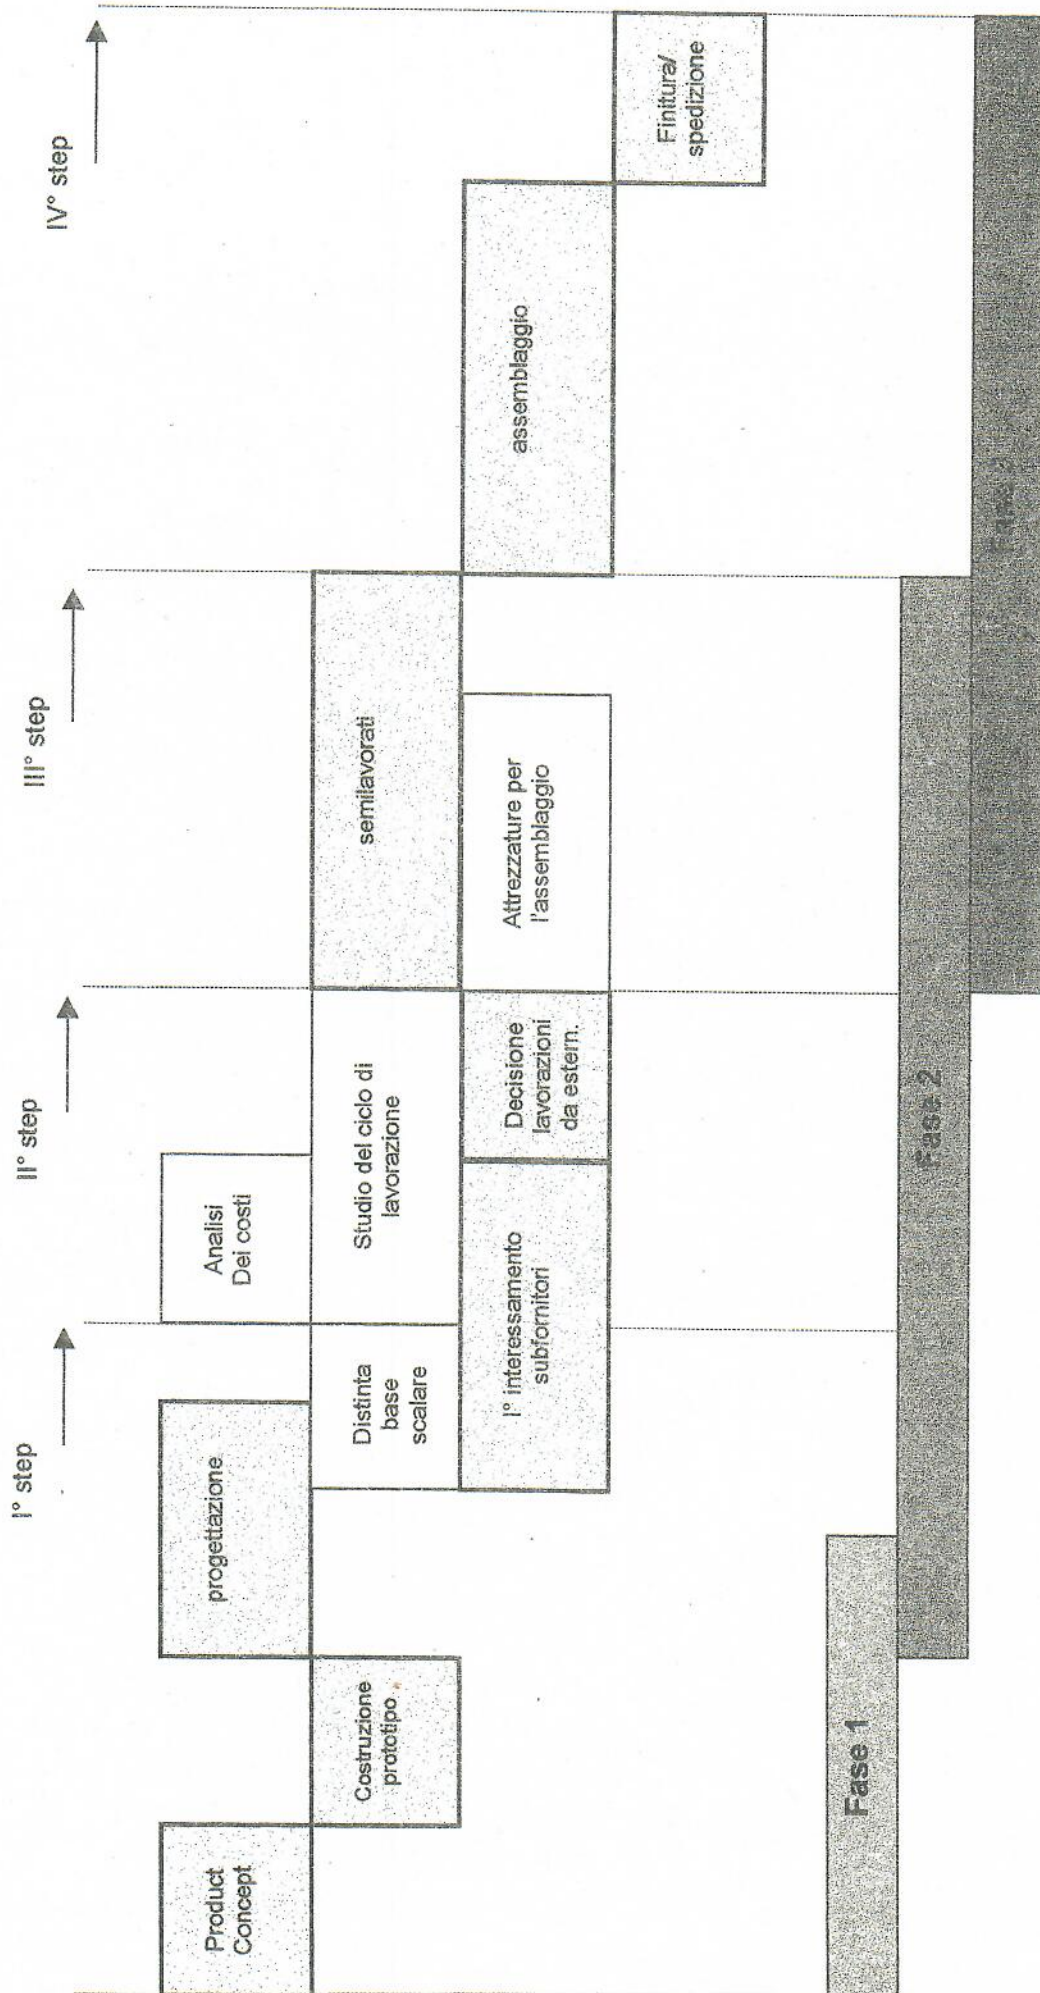 I° step
II° step
III° step
IV° step
Product
Concept
progettazione
Analisi
Dei costi
Costruzione
prototipo
Distinta
base
scalare
Studio del ciclo di
lavorazione
semilavorati
I° interessamento
subfornitori
Decisione
lavorazioni
da estern.
Attrezzature per
l'assemblaggio
assemblaggio
Finitura/
spedizione
Fase 1
Fase 2
Fase 3